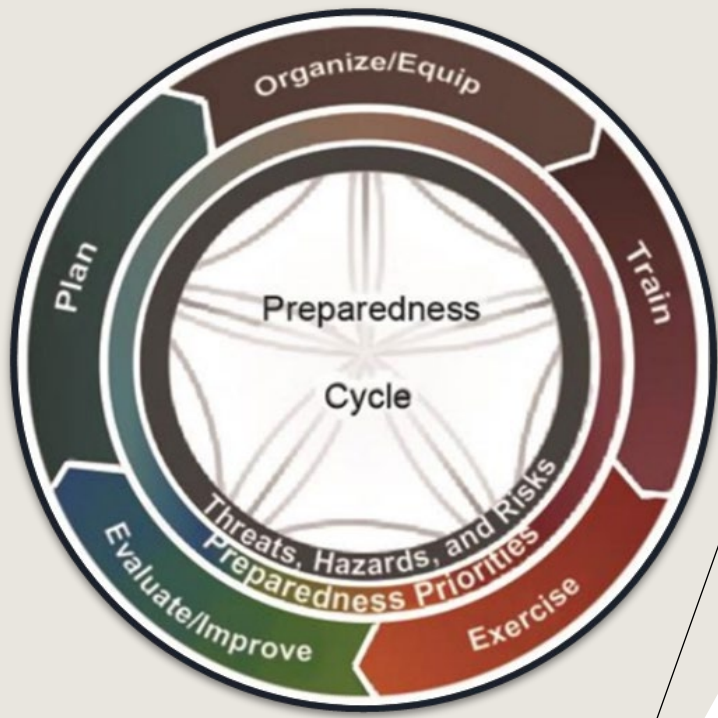 Organize/Equip
Plan
Train
Preparedness
Cycle
Threats, Hazards, and Risks
Preparedness Priorities
Evaluate/Improve
Exercise